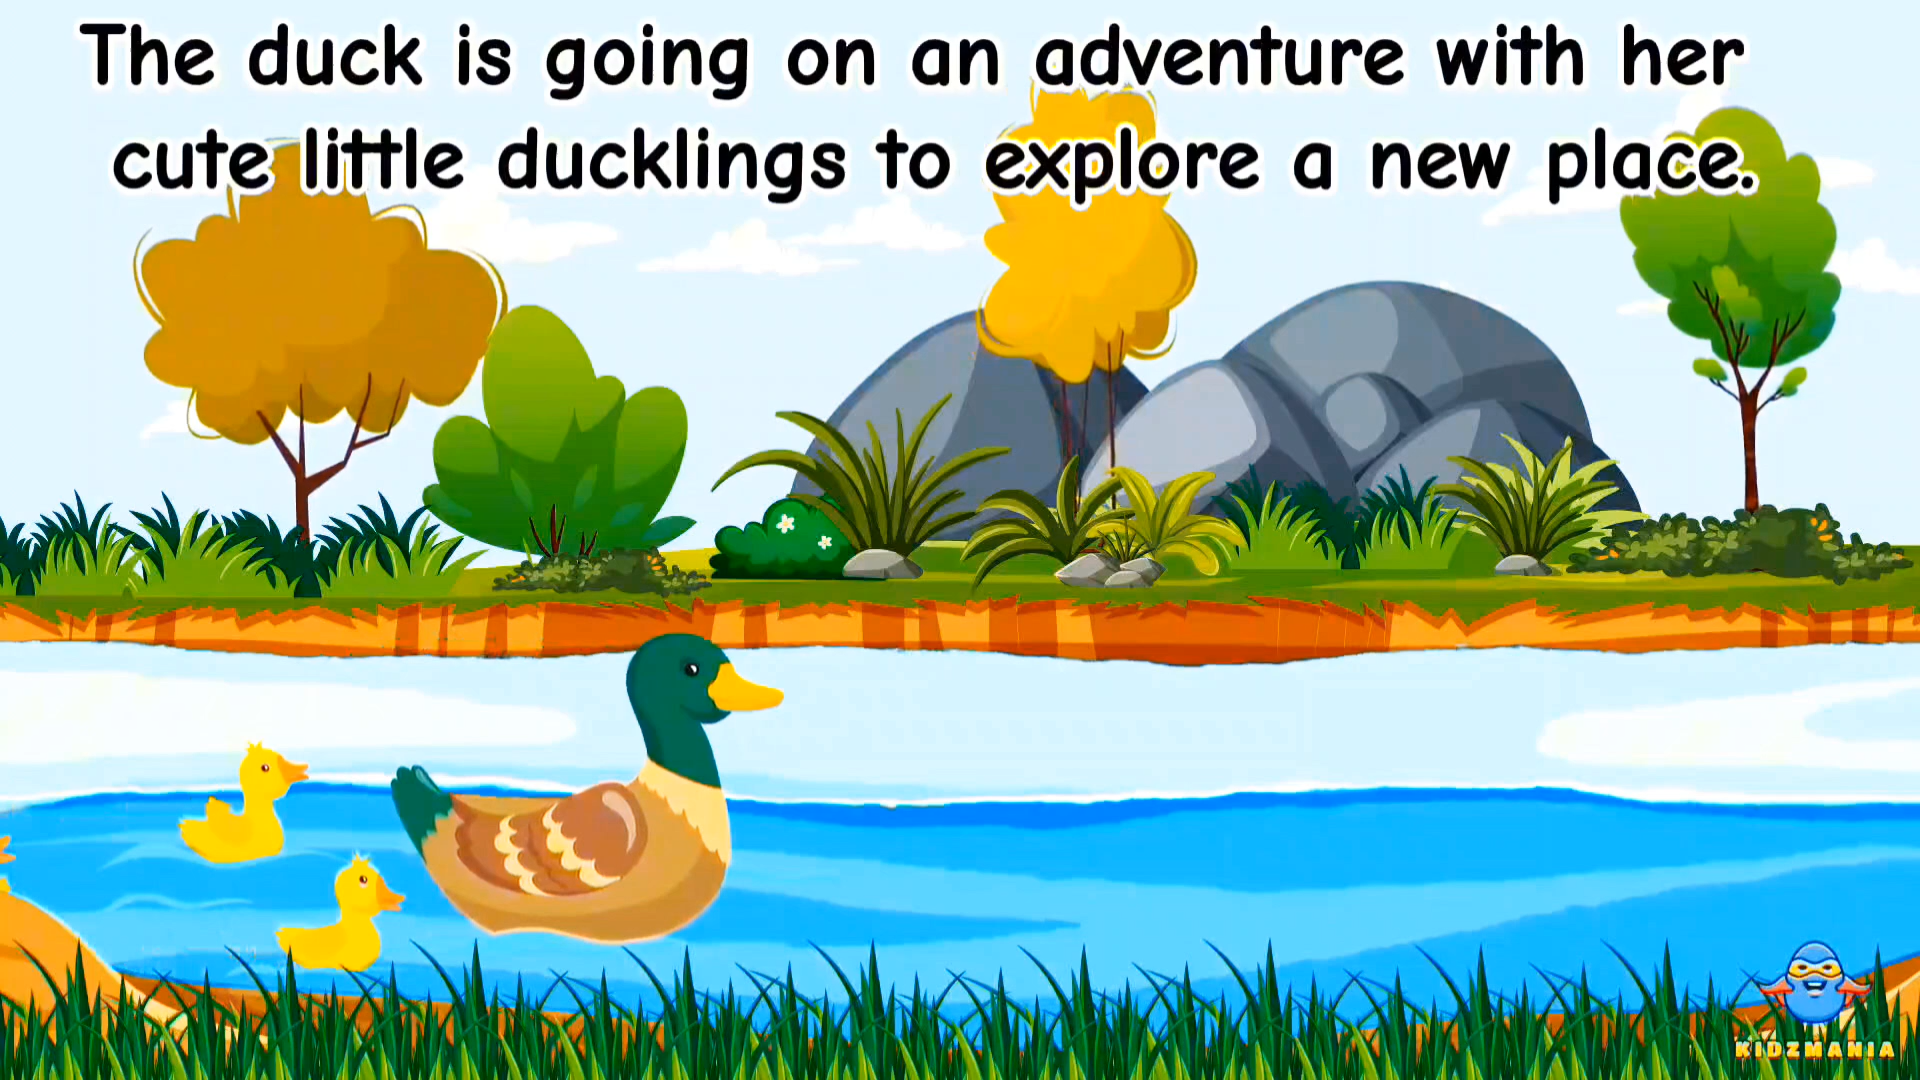 The duck is going on an adventure with her
cute little ducklings to explore a new place.
KIDZMANIA